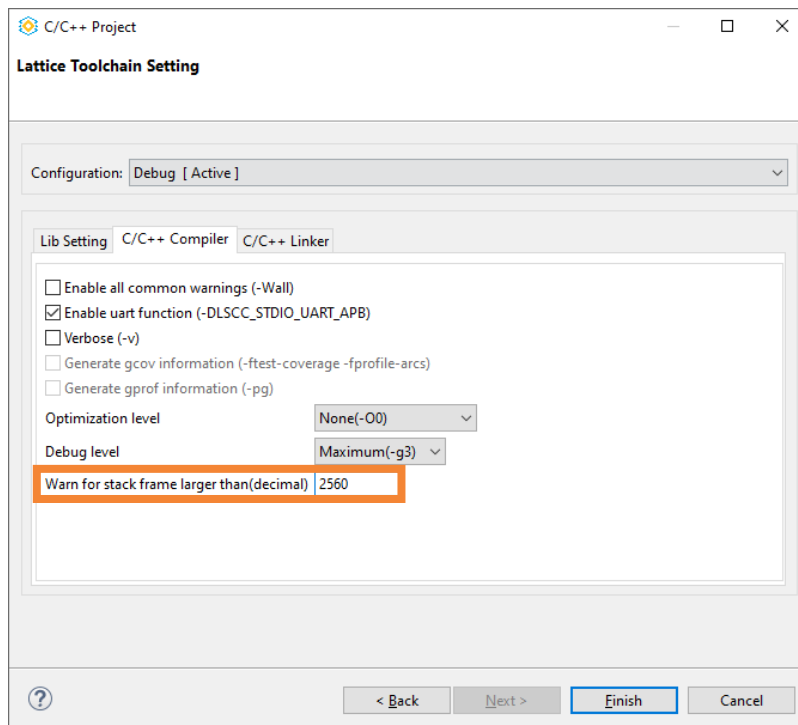 C/C++ Project
Lattice Toolchain Setting
Configuration: Debug [ Active ]
Lib Setting C/C++ Compiler C/C++ Linker
Enable all common warnings (-Wall)
Enable uart function (-DLSCC_STDIO_UART_APB)
Verbose (-v)
Generate gcov information (-ftest-coverage -fprofile-arcs)
Generate gprof information (-pg)
Optimization level None(-O0)
Debug level Maximum(-g3)
Warn for stack frame larger than(decimal) 2560
? < Back Next > Finish Cancel